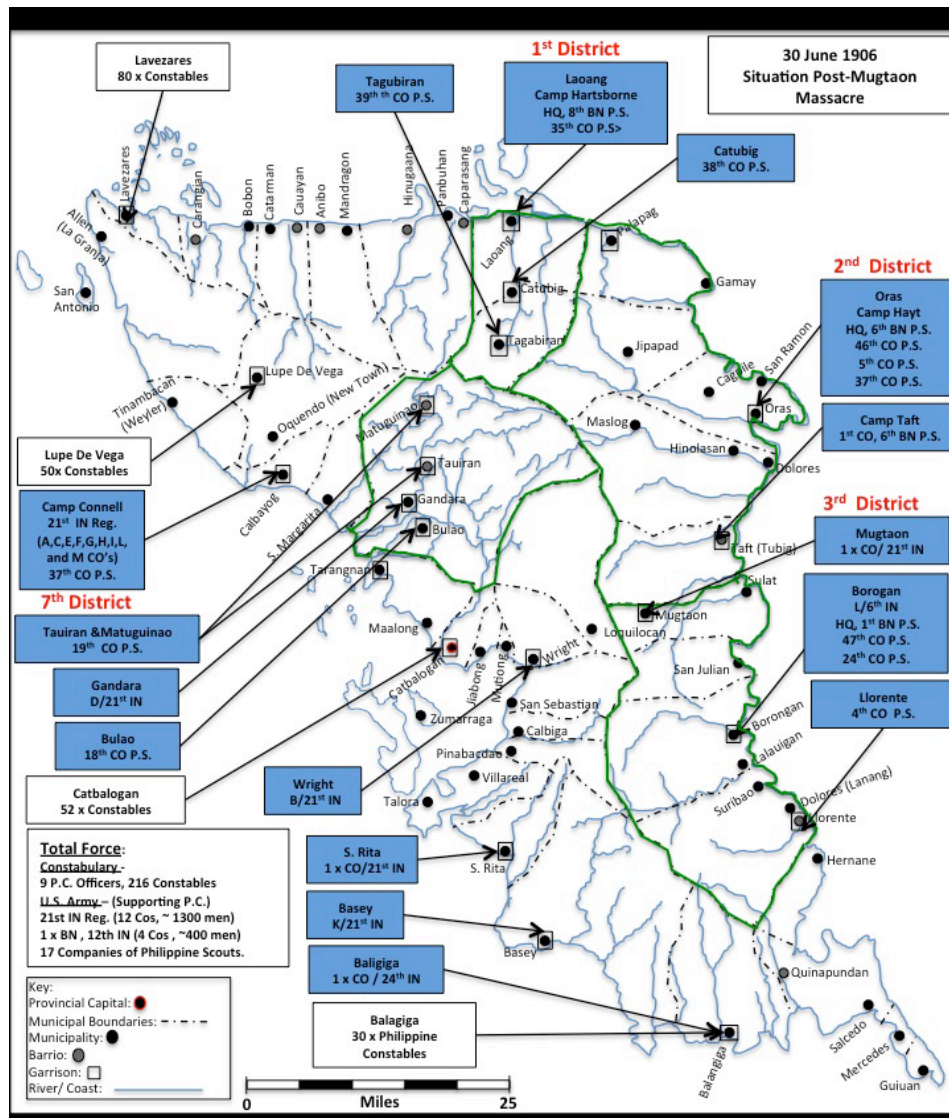 30 June 1906
Situation Post-Mugtaon
Massacre
Lavezares
80 x Constables
1st District
Tagubiran
39th th CO P.S.
Laoang
Camp Hartsborne
HQ, 8th BN P.S.
35th CO P.S>
Catubig
38th CO P.S.
Lavezares
Carangian
Bobon
Catarman
Cauayan
Anibo
Mandragon
Hinugaana
Panbuhan
Caparasang
Allen
(La Granja)
San
Antonio
Laoang
Palapag
Catubig
Tagabiran
Gamay
2nd District
Oras
Camp Hayt
HQ, 6th BN P.S.
46th CO P.S.
5th CO P.S.
37th CO P.S.
Jipapad
Cagpile
San Ramon
Oras
Maslog
Hinolasan
Dolores
Camp Taft
1st CO, 6th BN P.S.
Taft (Tubig)
Tinambacan
(Weyler)
Lupe De Vega
Oquendo (New Town)
Matuguinao
Tauiran
Gandara
Bulao
Lupe De Vega
50x Constables
Calbayog
S. Margarita
Tarangnan
Camp Connell
21st IN Reg.
(A,C,E,F,G,H,I,L,
and M CO's)
37th CO P.S.
7th District
Tauiran &Matuguinao
19th CO P.S.
Gandara
D/21st IN
Bulao
18th CO P.S.
Catbalogan
52 x Constables
3rd District
Mugtaon
1 x CO/ 21st IN
Sulat
Mugtaon
Loquilocan
Borogan
L/6th IN
HQ, 1st BN P.S.
47th CO P.S.
24th CO P.S.
Llorente
4th CO P.S.
Maalong
Catbalogan
Jiabong
Mutiong
Wright
San Julian
San Sebastian
Zumarraga
Calbiga
Pinabacdao
Villareal
Talora
Borongan
Lalauigan
Suribao
Dolores (Lanang)
Llorente
Hernane
Wright
B/21st IN
S. Rita
1 x CO/21st IN
S. Rita
Basey
K/21st IN
Basey
Baligiga
1 x CO / 24th IN
Balagiga
30 x Philippine
Constables
Balangiga
Quinapundan
Salcedo
Mercedes
Guiuan
Total Force:
Constabulary -
9 P.C. Officers, 216 Constables
U.S. Army – (Supporting P.C.)
21st IN Reg. (12 Cos, ~ 1300 men)
1 x BN , 12th IN (4 Cos , ~400 men)
17 Companies of Philippine Scouts.
Key:
Provincial Capital:
Municipal Boundaries:
Municipality:
Barrio:
Garrison:
River/ Coast:
0 Miles 25